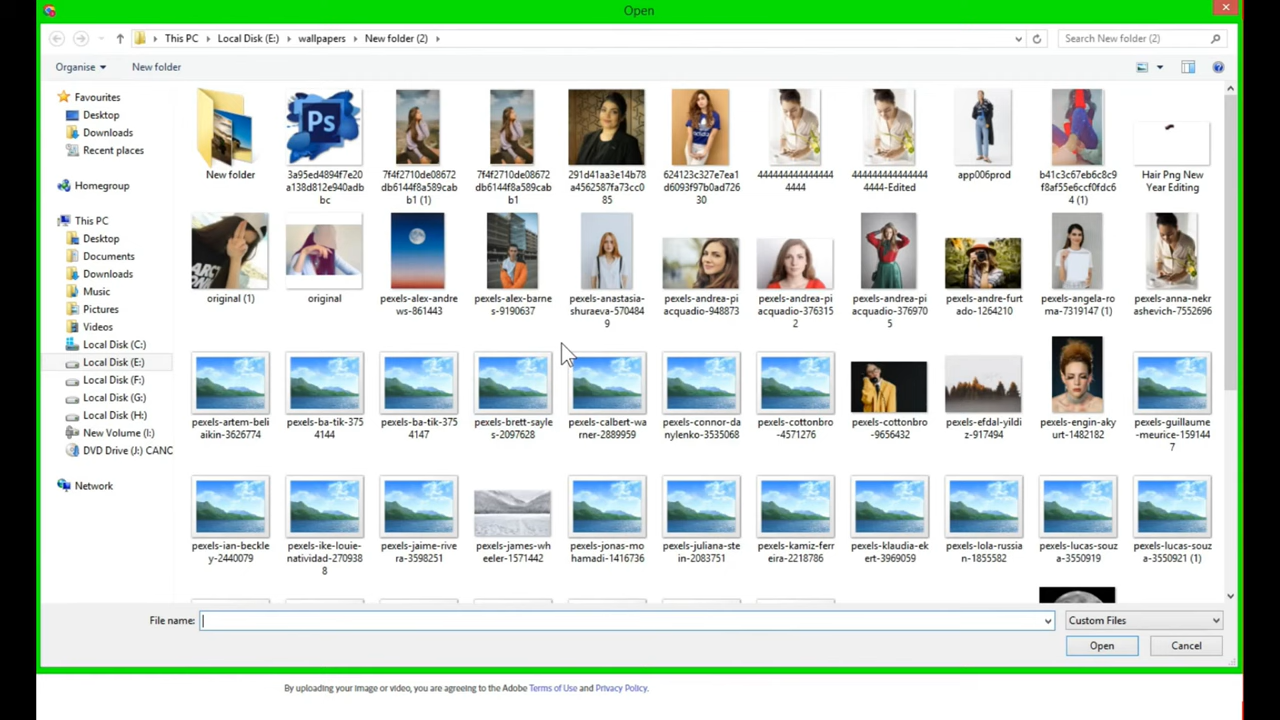 Open
This PC
Local Disk (E:)
wallpapers
New folder (2)
Search New folder (2)
Organise
New folder
Favourites
Desktop
Downloads
Recent places
Homegroup
This PC
Desktop
Documents
Downloads
Music
Pictures
Videos
Local Disk (C:)
Local Disk (E:)
Local Disk (F:)
Local Disk (G:)
Local Disk (H:)
New Volume (I:)
DVD Drive (J:) CANC
Network
New folder
Ps
3a95ed4894f7e20
a138d812e940adb
bc
7f4f2710de08672
db6144f8a589cab
b1 (1)
7f4f2710de08672
db6144f8a589cab
b1
291d41aa3e14b78
a4562587fa73cc0
85
624123c327e7ea1
d6093f97b0ad726
30
444444444444444
4444
444444444444444
4444-Edited
app006prod
b41c3c67eb6c8c9
f8af55e6ccf0fdc6
4 (1)
Hair Png New
Year Editing
original (1)
original
pexels-alex-andre
ws-861443
pexels-alex-barne
s-9190637
pexels-anastasia-
shuraeva-570484
9
pexels-andrea-pi
acquadio-948873
pexels-andrea-pi
acquadio-376315
2
pexels-andrea-pi
acquadio-376970
5
pexels-andre-furt
ado-1264210
pexels-angela-ro
ma-7319147 (1)
pexels-anna-nekr
ashevich-7552696
pexels-artem-beli
aikin-3626774
pexels-ba-tik-375
4144
pexels-ba-tik-375
4147
pexels-brett-sayle
s-2097628
pexels-calbert-wa
rner-2889959
pexels-connor-da
nylenko-3535068
pexels-cottonbro
-4571276
pexels-cottonbro
-9656432
pexels-efdal-yildi
z-917494
pexels-engin-aky
urt-1482182
pexels-guillaume
-meurice-159144
7
pexels-ian-beckle
y-2440079
pexels-ike-louie-
natividad-270938
8
pexels-jaime-rive
ra-3598251
pexels-james-wh
eeler-1571442
pexels-jonas-mo
hamadi-1416736
pexels-juliana-ste
in-2083751
pexels-kamiz-ferr
eira-2218786
pexels-klaudia-ek
ert-3969059
pexels-lola-russia
n-1855582
pexels-lucas-souz
a-3550919
pexels-lucas-souz
a-3550921 (1)
File name:
Custom Files
Open
Cancel
By uploading your image or video, you are agreeing to the Adobe Terms of Use and Privacy Policy.